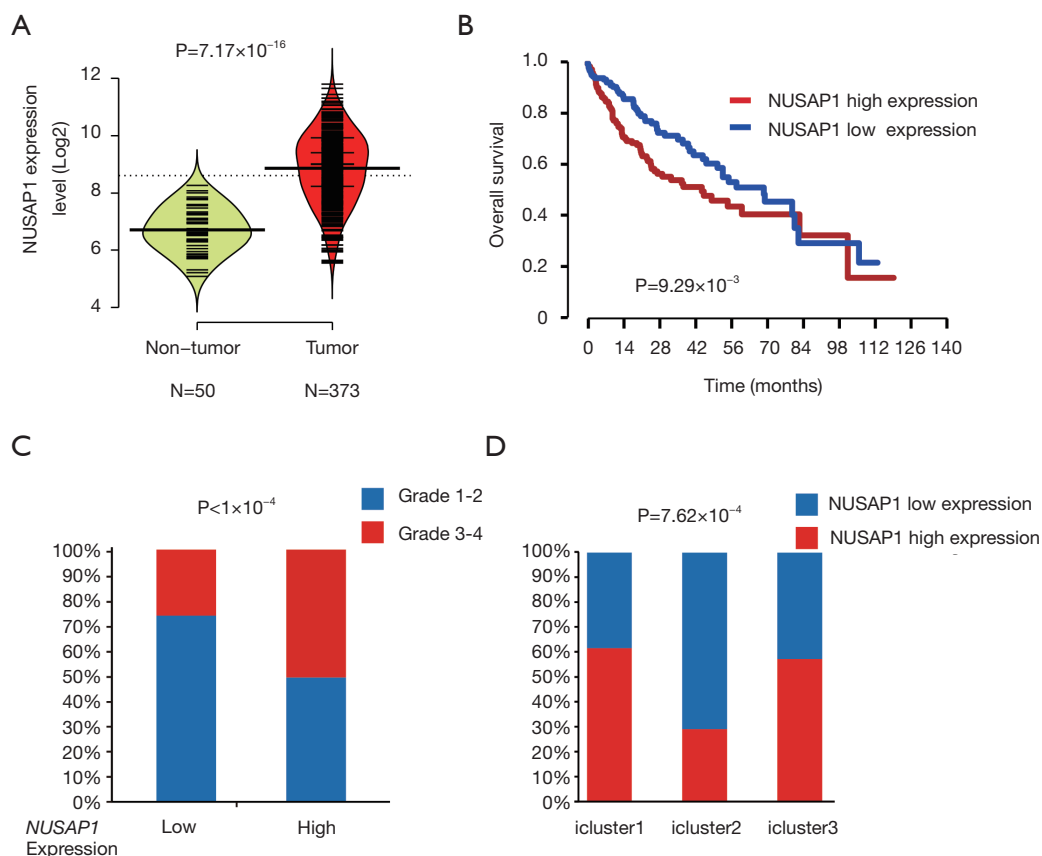 A
P=7.17×10⁻¹⁶
NUSAP1 expression
level (Log2)
12
10
8
6
4
Non–tumor
Tumor
N=50
N=373
B
Overall survival
1.0
0.8
0.6
0.4
0.2
0
NUSAP1 high expression
NUSAP1 low expression
P=9.29×10⁻³
0 14 28 42 56 70 84 98 112 126 140
Time (months)
C
P<1×10⁻⁴
Grade 1-2
Grade 3-4
100%
90%
80%
70%
60%
50%
40%
30%
20%
10%
0%
NUSAP1
Expression
Low
High
D
P=7.62×10⁻⁴
NUSAP1 low expression
NUSAP1 high expression
100%
90%
80%
70%
60%
50%
40%
30%
20%
10%
0%
icluster1 icluster2 icluster3